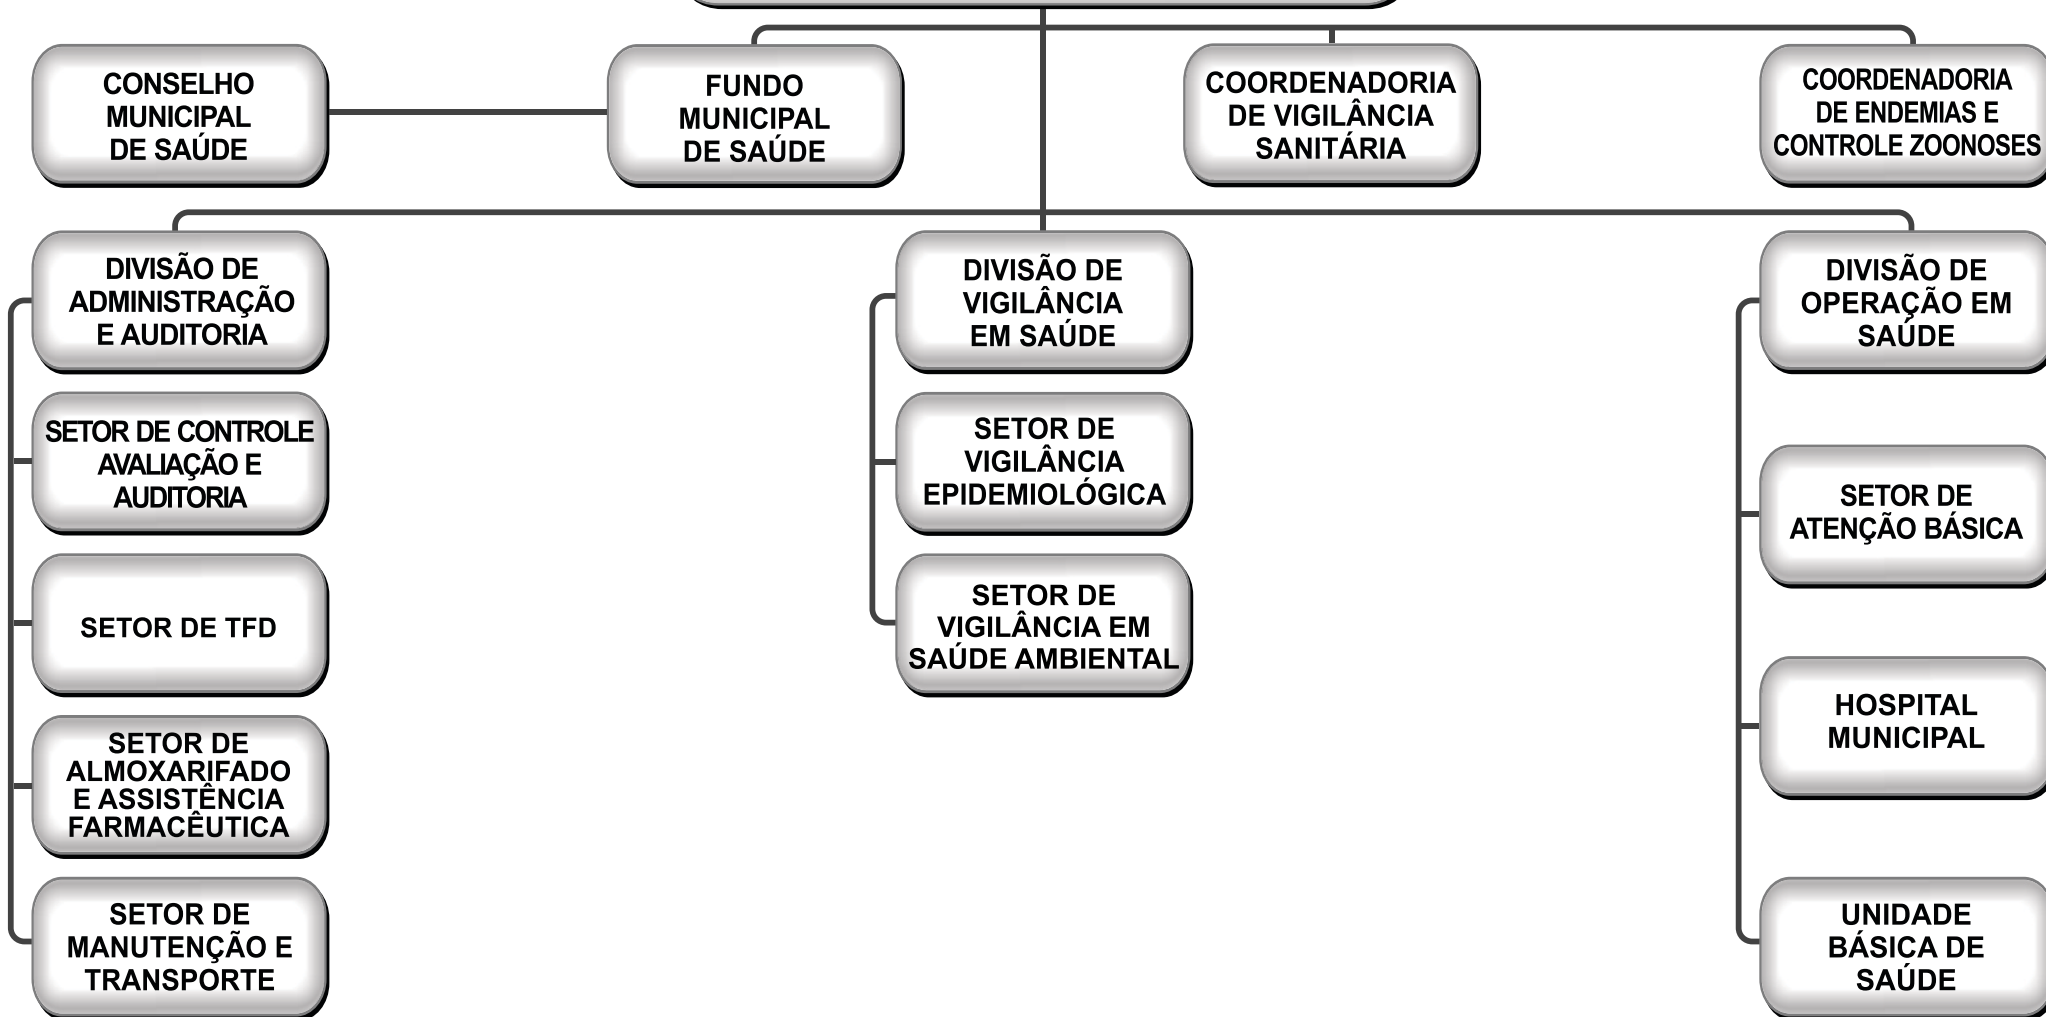 CONSELHO
MUNICIPAL
DE SAÚDE
FUNDO
MUNICIPAL
DE SAÚDE
COORDENADORIA
DE VIGILÂNCIA
SANITÁRIA
COORDENADORIA
DE ENDEMIAS E
CONTROLE ZOONOSES
DIVISÃO DE
ADMINISTRAÇÃO
E AUDITORIA
SETOR DE CONTROLE
AVALIAÇÃO E
AUDITORIA
SETOR DE TFD
SETOR DE
ALMOXARIFADO
E ASSISTÊNCIA
FARMACÊUTICA
SETOR DE
MANUTENÇÃO E
TRANSPORTE
DIVISÃO DE
VIGILÂNCIA
EM SAÚDE
SETOR DE
VIGILÂNCIA
EPIDEMIOLÓGICA
SETOR DE
VIGILÂNCIA EM
SAÚDE AMBIENTAL
DIVISÃO DE
OPERAÇÃO EM
SAÚDE
SETOR DE
ATENÇÃO BÁSICA
HOSPITAL
MUNICIPAL
UNIDADE
BÁSICA DE
SAÚDE